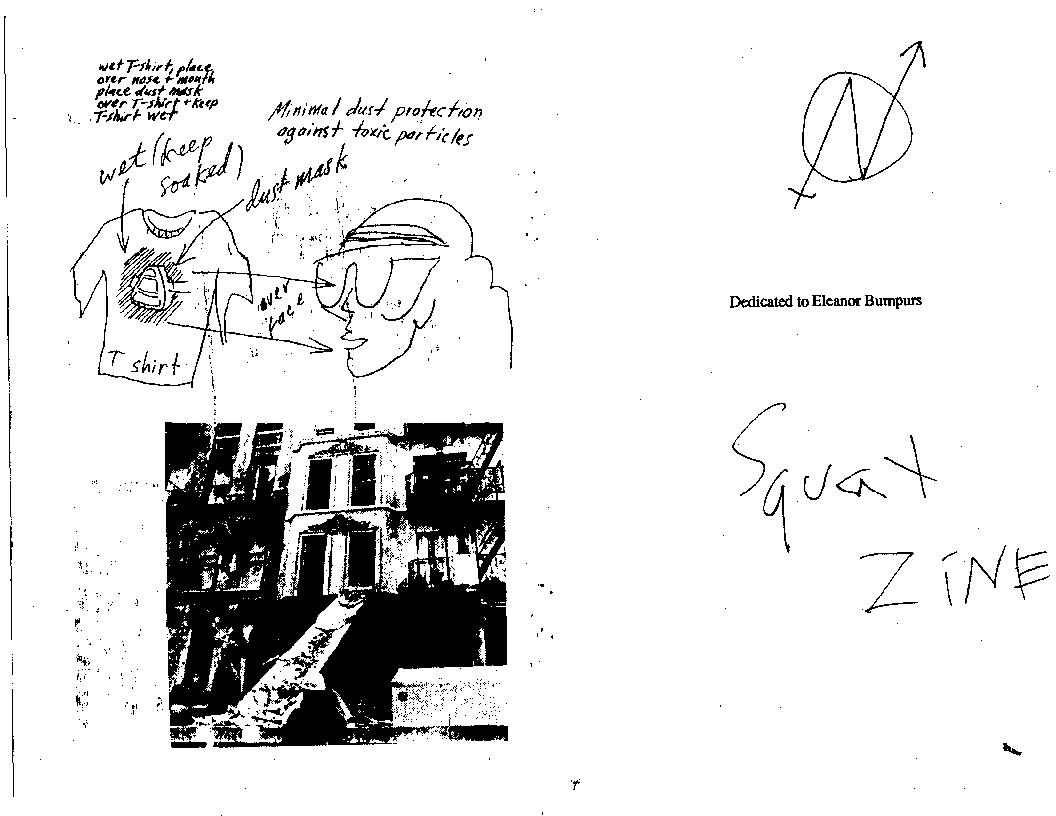 wet T-shirt, place
over nose + mouth
place dust mask
over T-shirt + keep
T-shirt wet
Minimal dust protection
against toxic particles
wet (keep
soaked)
dust mask
over
face
T shirt
Dedicated to Eleanor Bumpurs
Squat
ZiNE